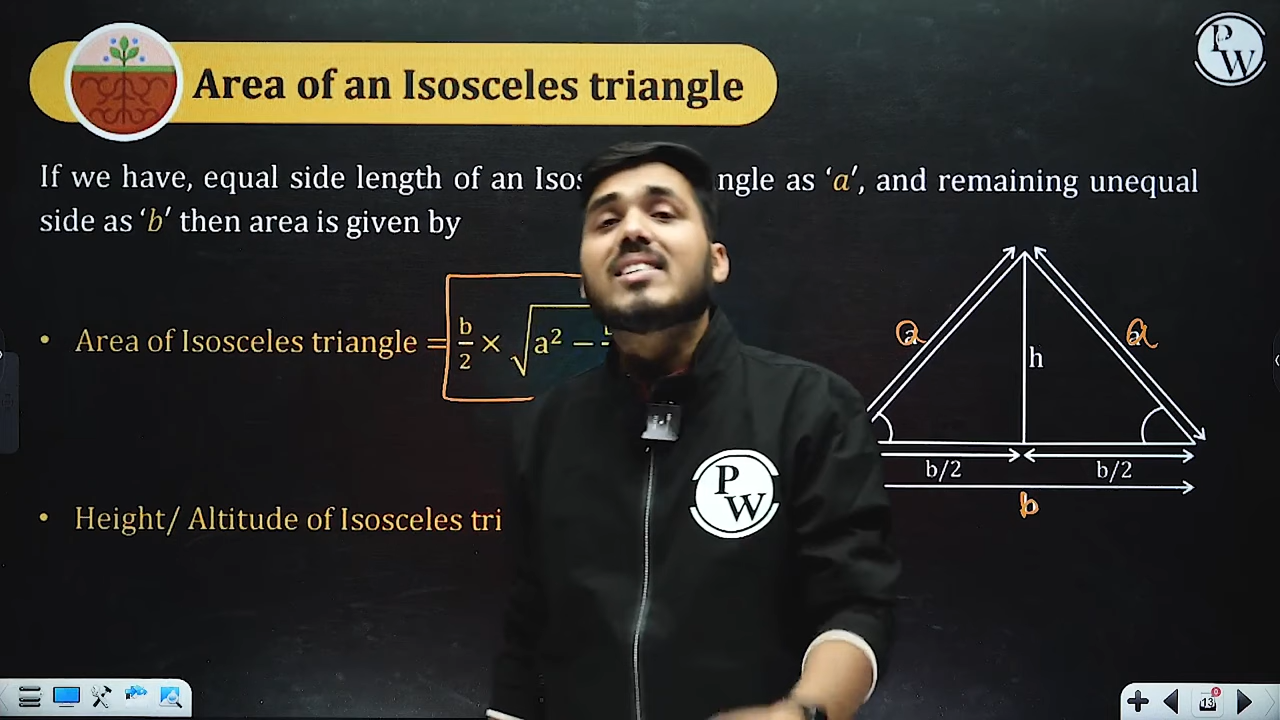 PW
Area of an Isosceles triangle
If we have, equal side length of an Isos ngle as ‘a’, and remaining unequal
side as ‘b’ then area is given by
• Area of Isosceles triangle = b/2 × √a² −
a a
h
b/2 b/2
b
• Height/ Altitude of Isosceles tri
PW
13